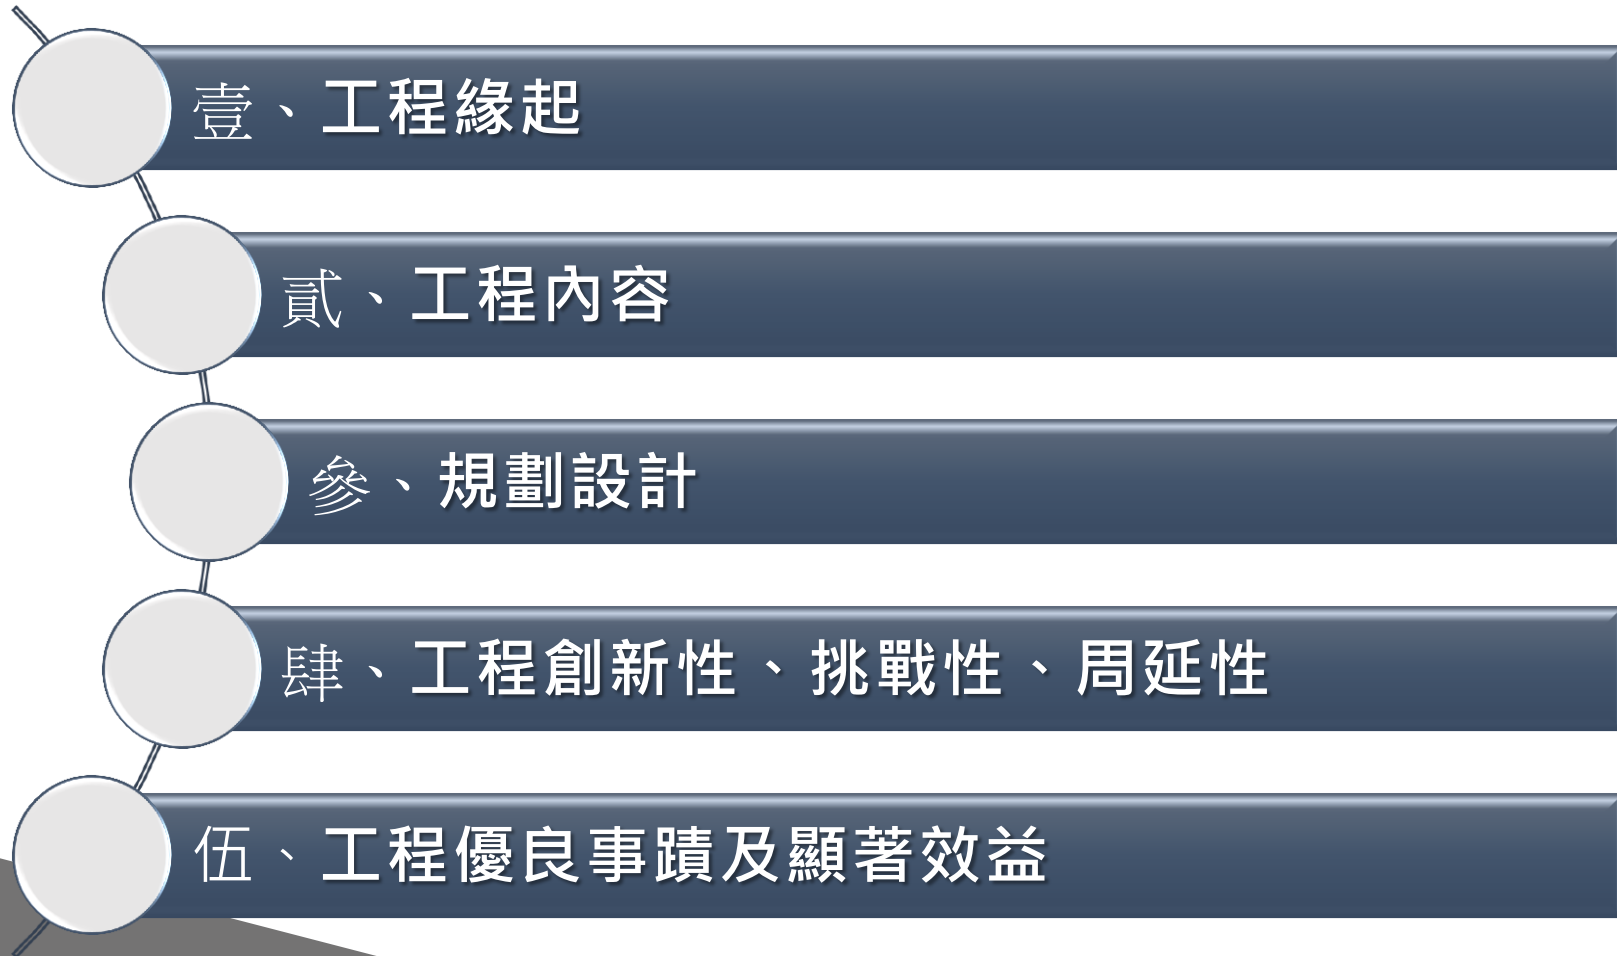 壹、工程緣起
貳、工程內容
參、規劃設計
肆、工程創新性、挑戰性、周延性
伍、工程優良事蹟及顯著效益